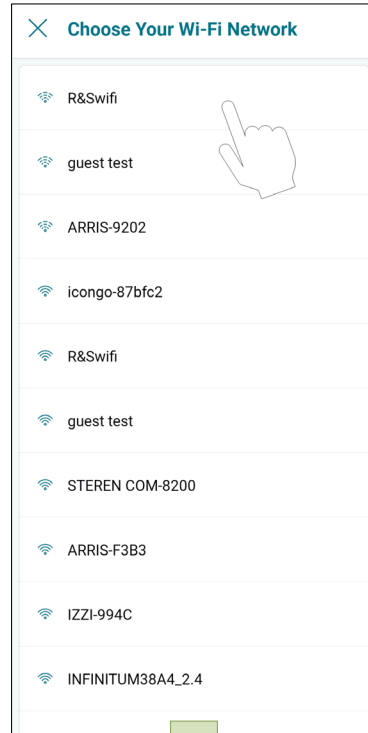 Choose Your Wi-Fi Network
R&Swifi
guest test
ARRIS-9202
icongo-87bfc2
R&Swifi
guest test
STEREN COM-8200
ARRIS-F3B3
IZZI-994C
INFINITUM38A4_2.4